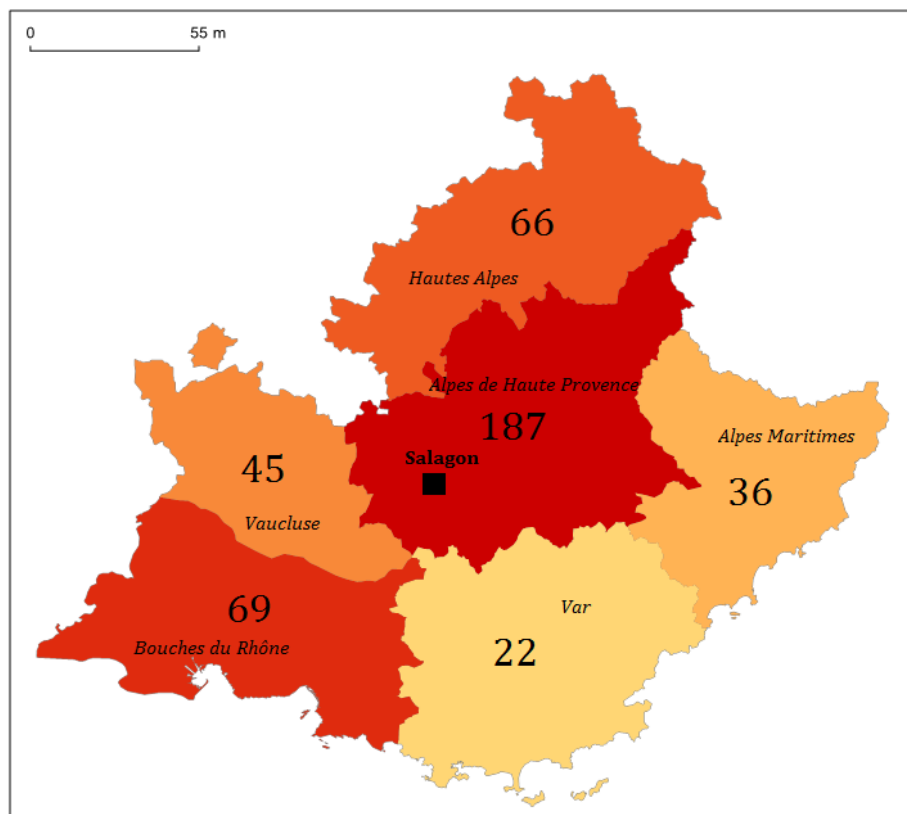 0 55 m
66
Hautes Alpes
Alpes de Haute Provence
187
Alpes Maritimes
Salagon
45
36
Vaucluse
69
Var
Bouches du Rhône
22